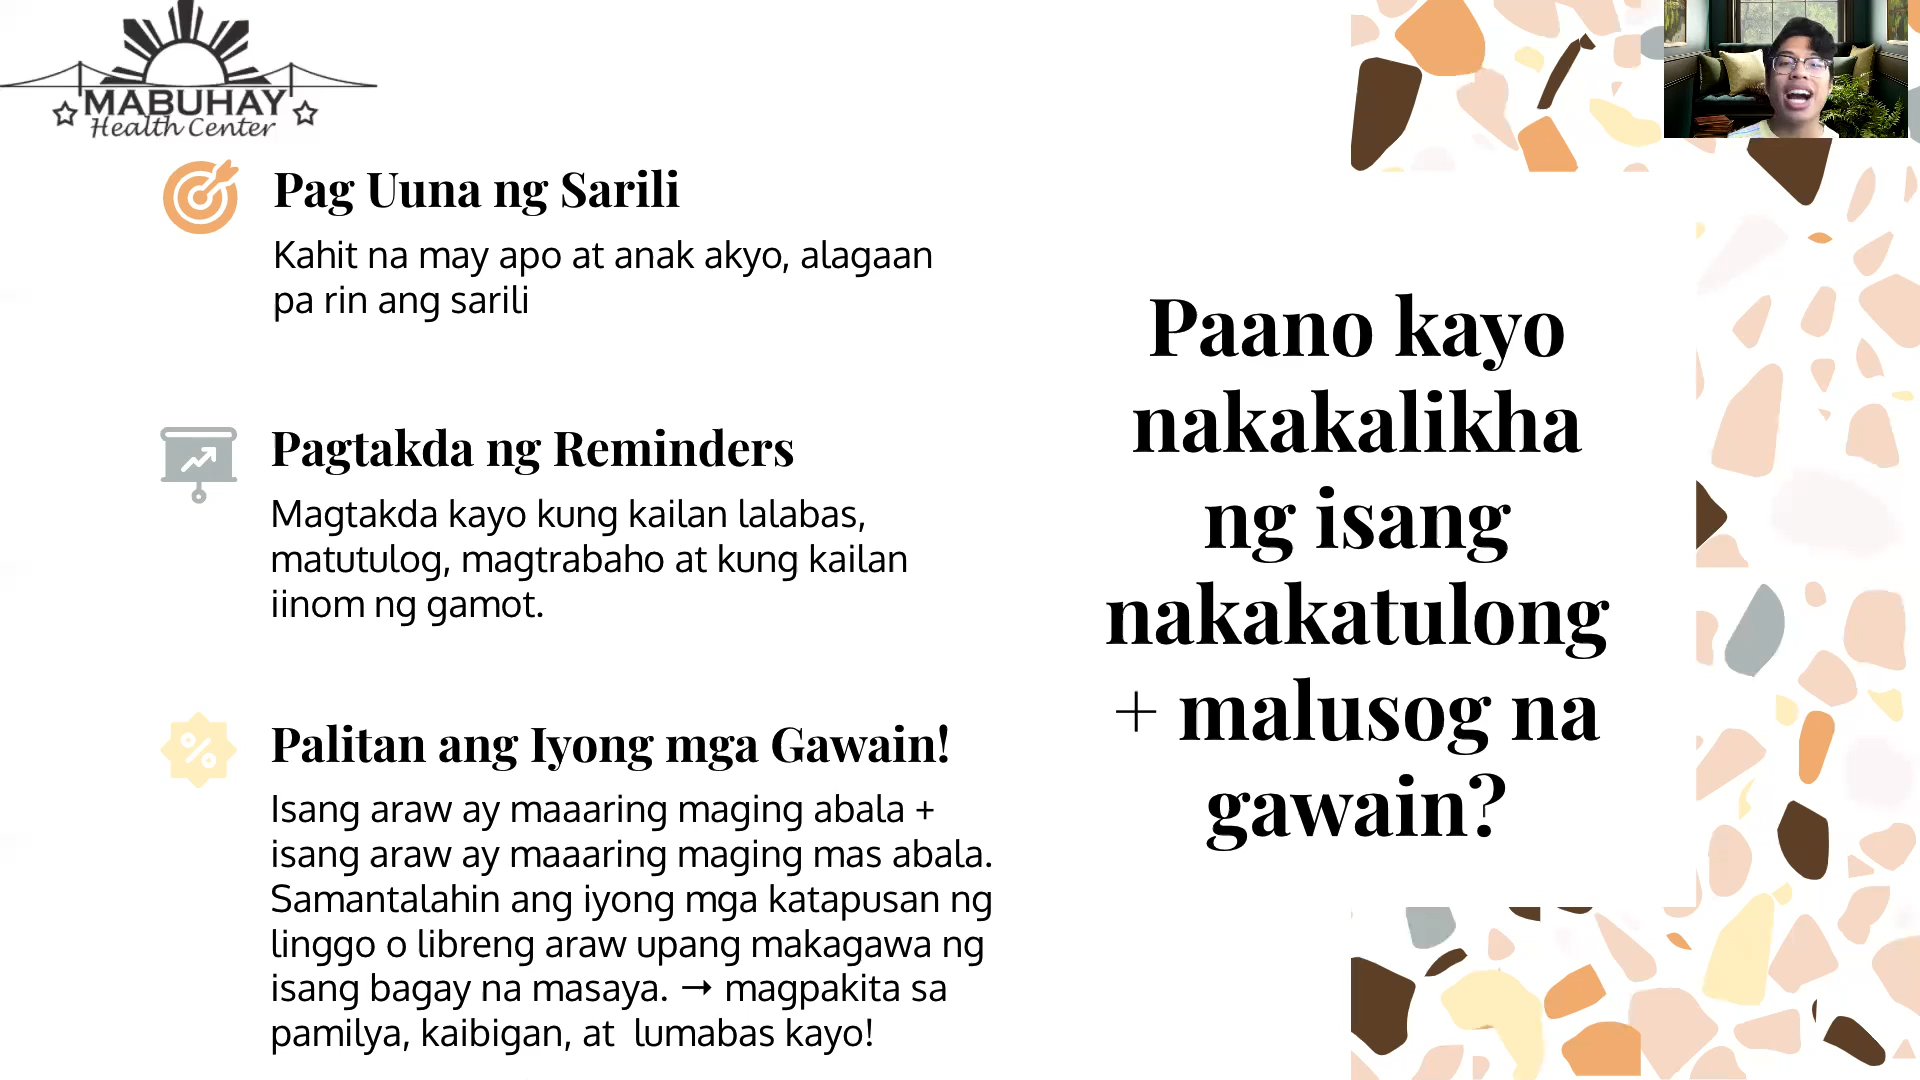 MABUHAY
Health Center
Pag Uuna ng Sarili
Kahit na may apo at anak akyo, alagaan
pa rin ang sarili
Pagtakda ng Reminders
Magtakda kayo kung kailan lalabas,
matutulog, magtrabaho at kung kailan
iinom ng gamot.
Palitan ang Iyong mga Gawain!
Isang araw ay maaaring maging abala +
isang araw ay maaaring maging mas abala.
Samantalahin ang iyong mga katapusan ng
linggo o libreng araw upang makagawa ng
isang bagay na masaya. → magpakita sa
pamilya, kaibigan, at  lumabas kayo!
Paano kayo
nakakalikha
ng isang
nakakatulong
+ malusog na
gawain?